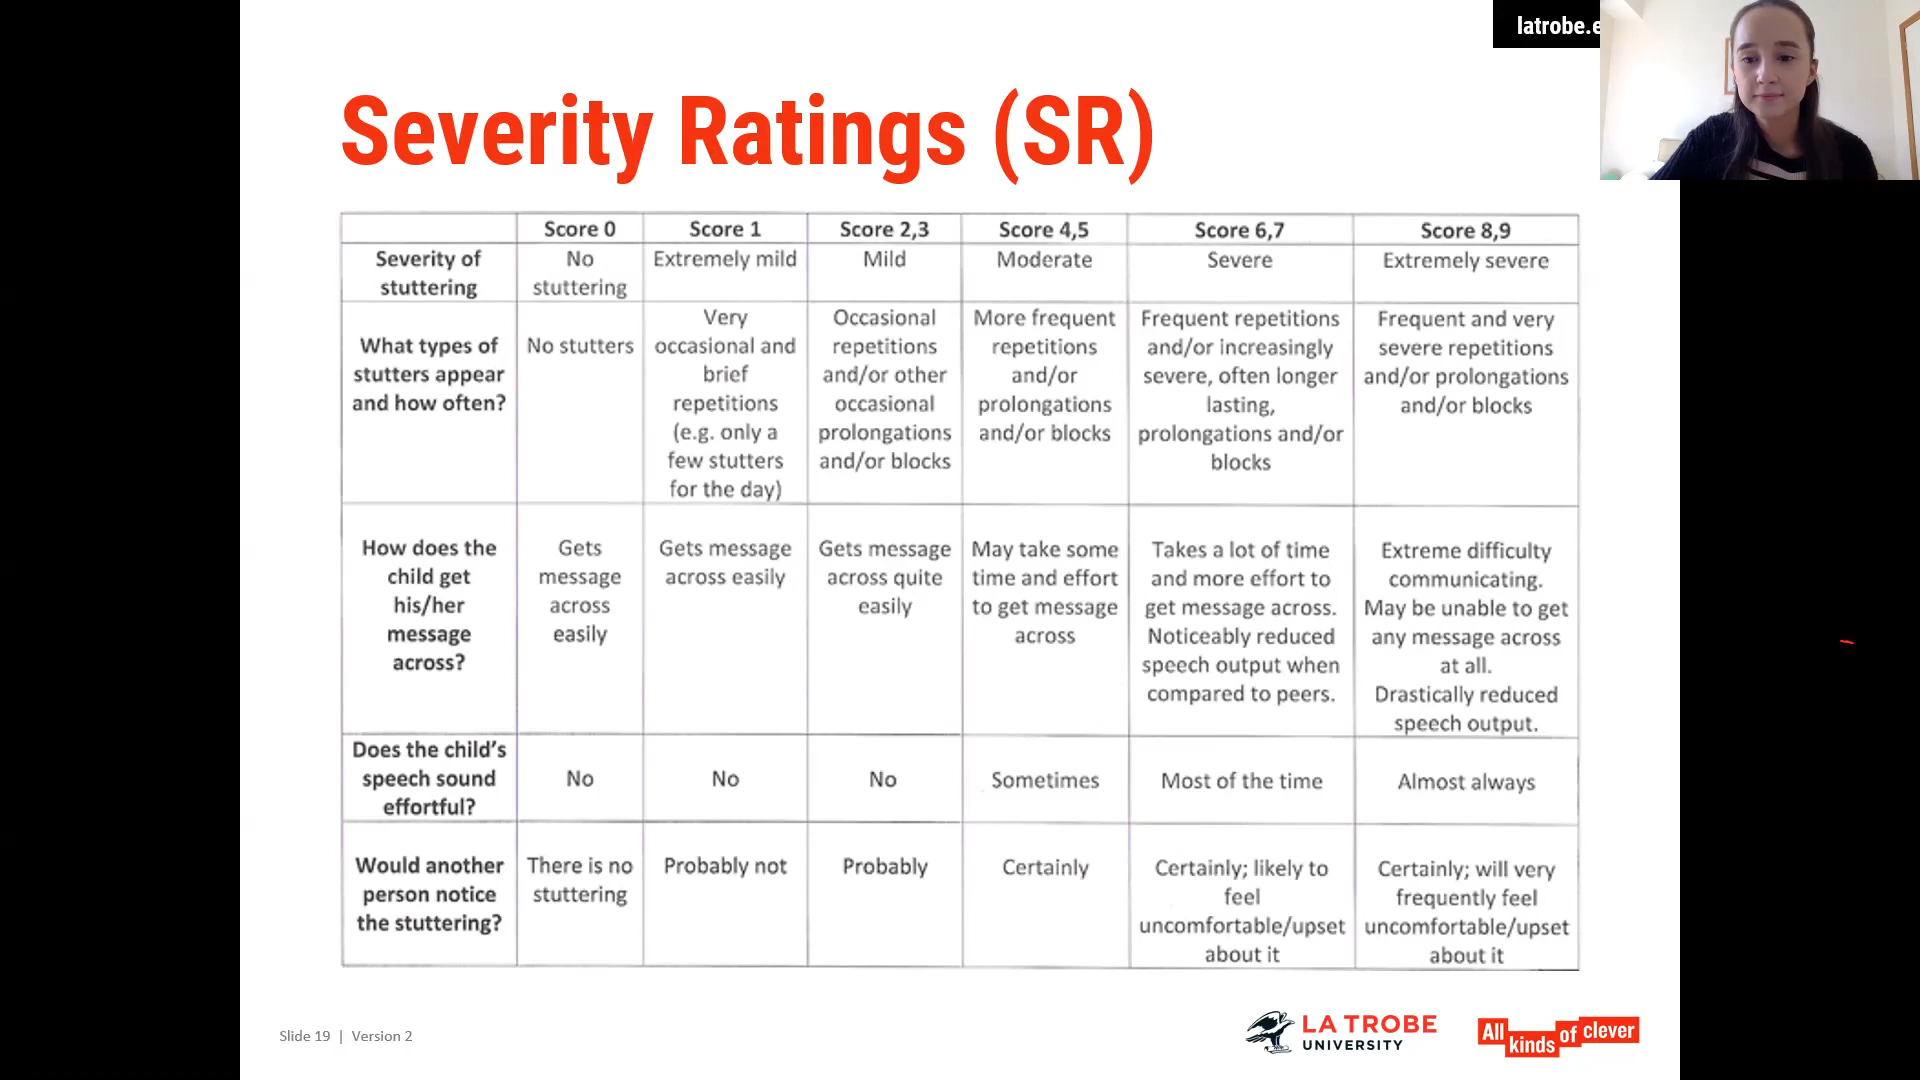 latrobe.e
Severity Ratings (SR)
Score 0 Score 1 Score 2,3 Score 4,5 Score 6,7 Score 8,9
Severity of
stuttering
No
stuttering
Extremely mild
Mild
Moderate
Severe
Extremely severe
What types of
stutters appear
and how often?
No stutters
Very
occasional and
brief
repetitions
(e.g. only a
few stutters
for the day)
Occasional
repetitions
and/or other
occasional
prolongations
and/or blocks
More frequent
repetitions
and/or
prolongations
and/or blocks
Frequent repetitions
and/or increasingly
severe, often longer
lasting,
prolongations and/or
blocks
Frequent and very
severe repetitions
and/or prolongations
and/or blocks
How does the
child get
his/her
message
across?
Gets
message
across
easily
Gets message
across easily
Gets message
across quite
easily
May take some
time and effort
to get message
across
Takes a lot of time
and more effort to
get message across.
Noticeably reduced
speech output when
compared to peers.
Extreme difficulty
communicating.
May be unable to get
any message across
at all.
Drastically reduced
speech output.
Does the child's
speech sound
effortful?
No
No
No
Sometimes
Most of the time
Almost always
Would another
person notice
the stuttering?
There is no
stuttering
Probably not
Probably
Certainly
Certainly; likely to
feel
uncomfortable/upset
about it
Certainly; will very
frequently feel
uncomfortable/upset
about it
Slide 19 | Version 2
LA TROBE
UNIVERSITY
All kinds of clever